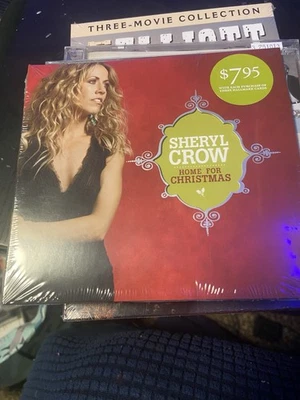 THREE-MOVIE COLLECTION
$7.95
SHERYL
CROW
HOME FOR
CHRISTMAS